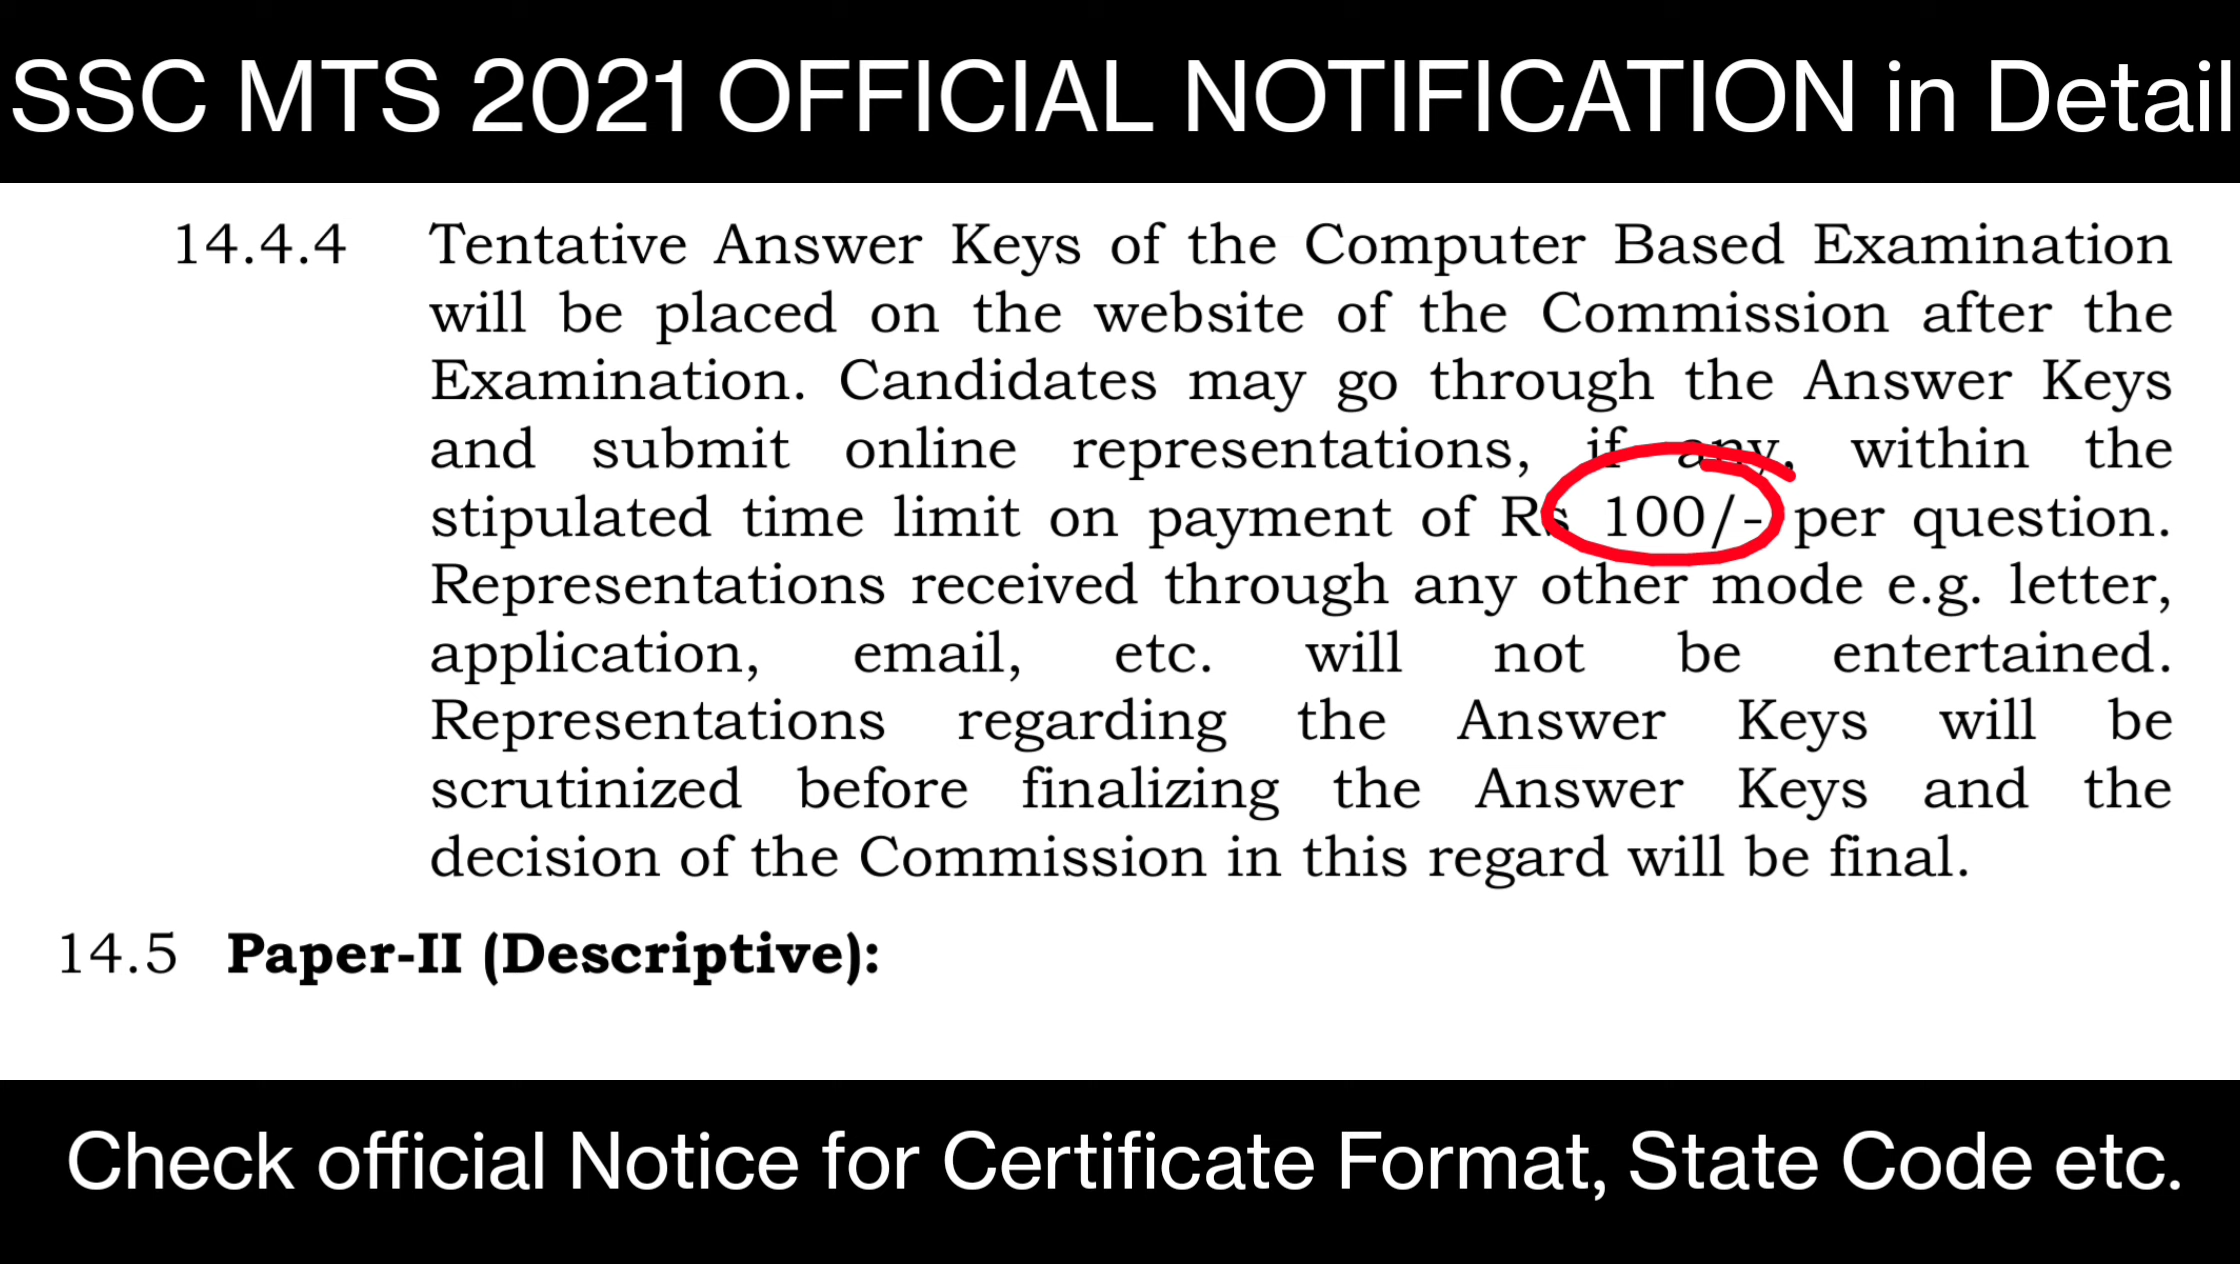 SSC MTS 2021 OFFICIAL NOTIFICATION in Detail
14.4.4 Tentative Answer Keys of the Computer Based Examination
will be placed on the website of the Commission after the
Examination. Candidates may go through the Answer Keys
and submit online representations, if any, within the
stipulated time limit on payment of Rs 100/- per question.
Representations received through any other mode e.g. letter,
application, email, etc. will not be entertained.
Representations regarding the Answer Keys will be
scrutinized before finalizing the Answer Keys and the
decision of the Commission in this regard will be final.
14.5 Paper-II (Descriptive):
Check official Notice for Certificate Format, State Code etc.